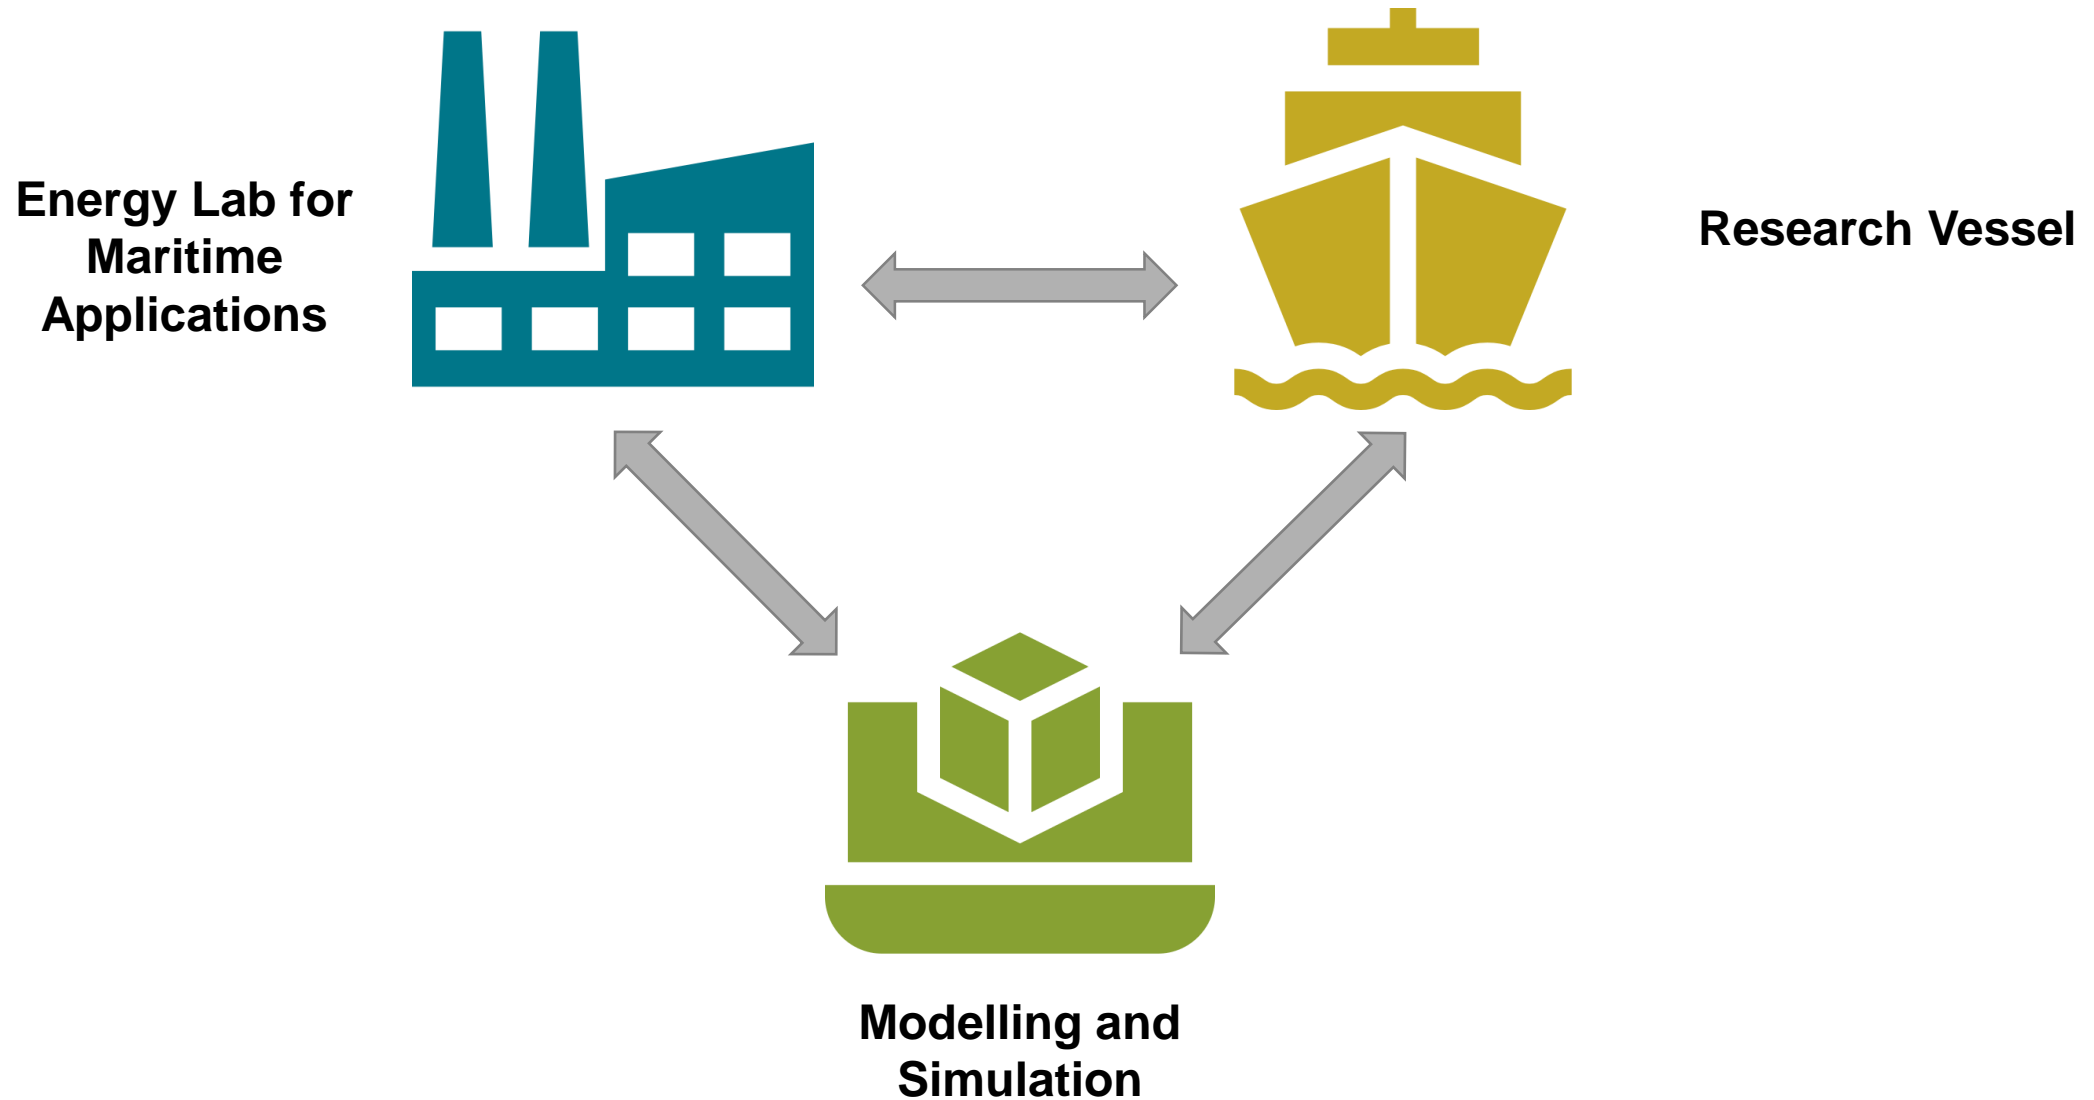 Energy Lab for
Maritime
Applications
Research Vessel
Modelling and
Simulation